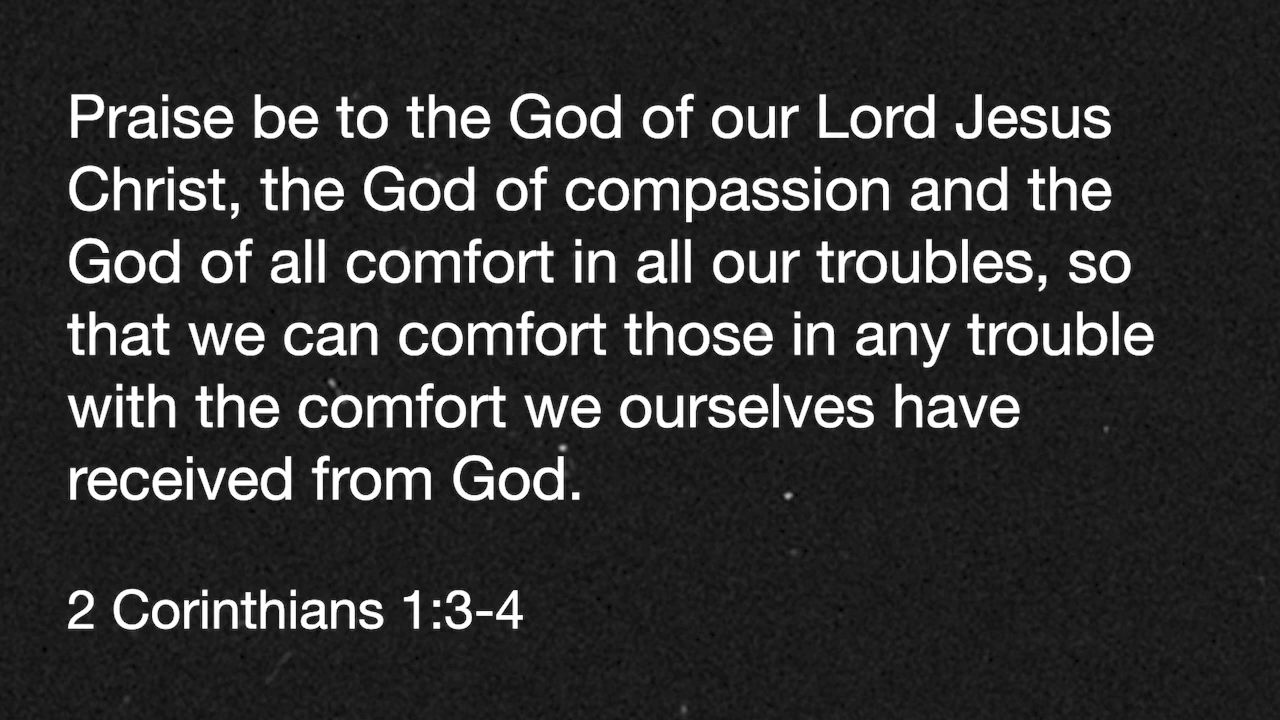 Praise be to the God of our Lord Jesus
Christ, the God of compassion and the
God of all comfort in all our troubles, so
that we can comfort those in any trouble
with the comfort we ourselves have
received from God.
2 Corinthians 1:3-4